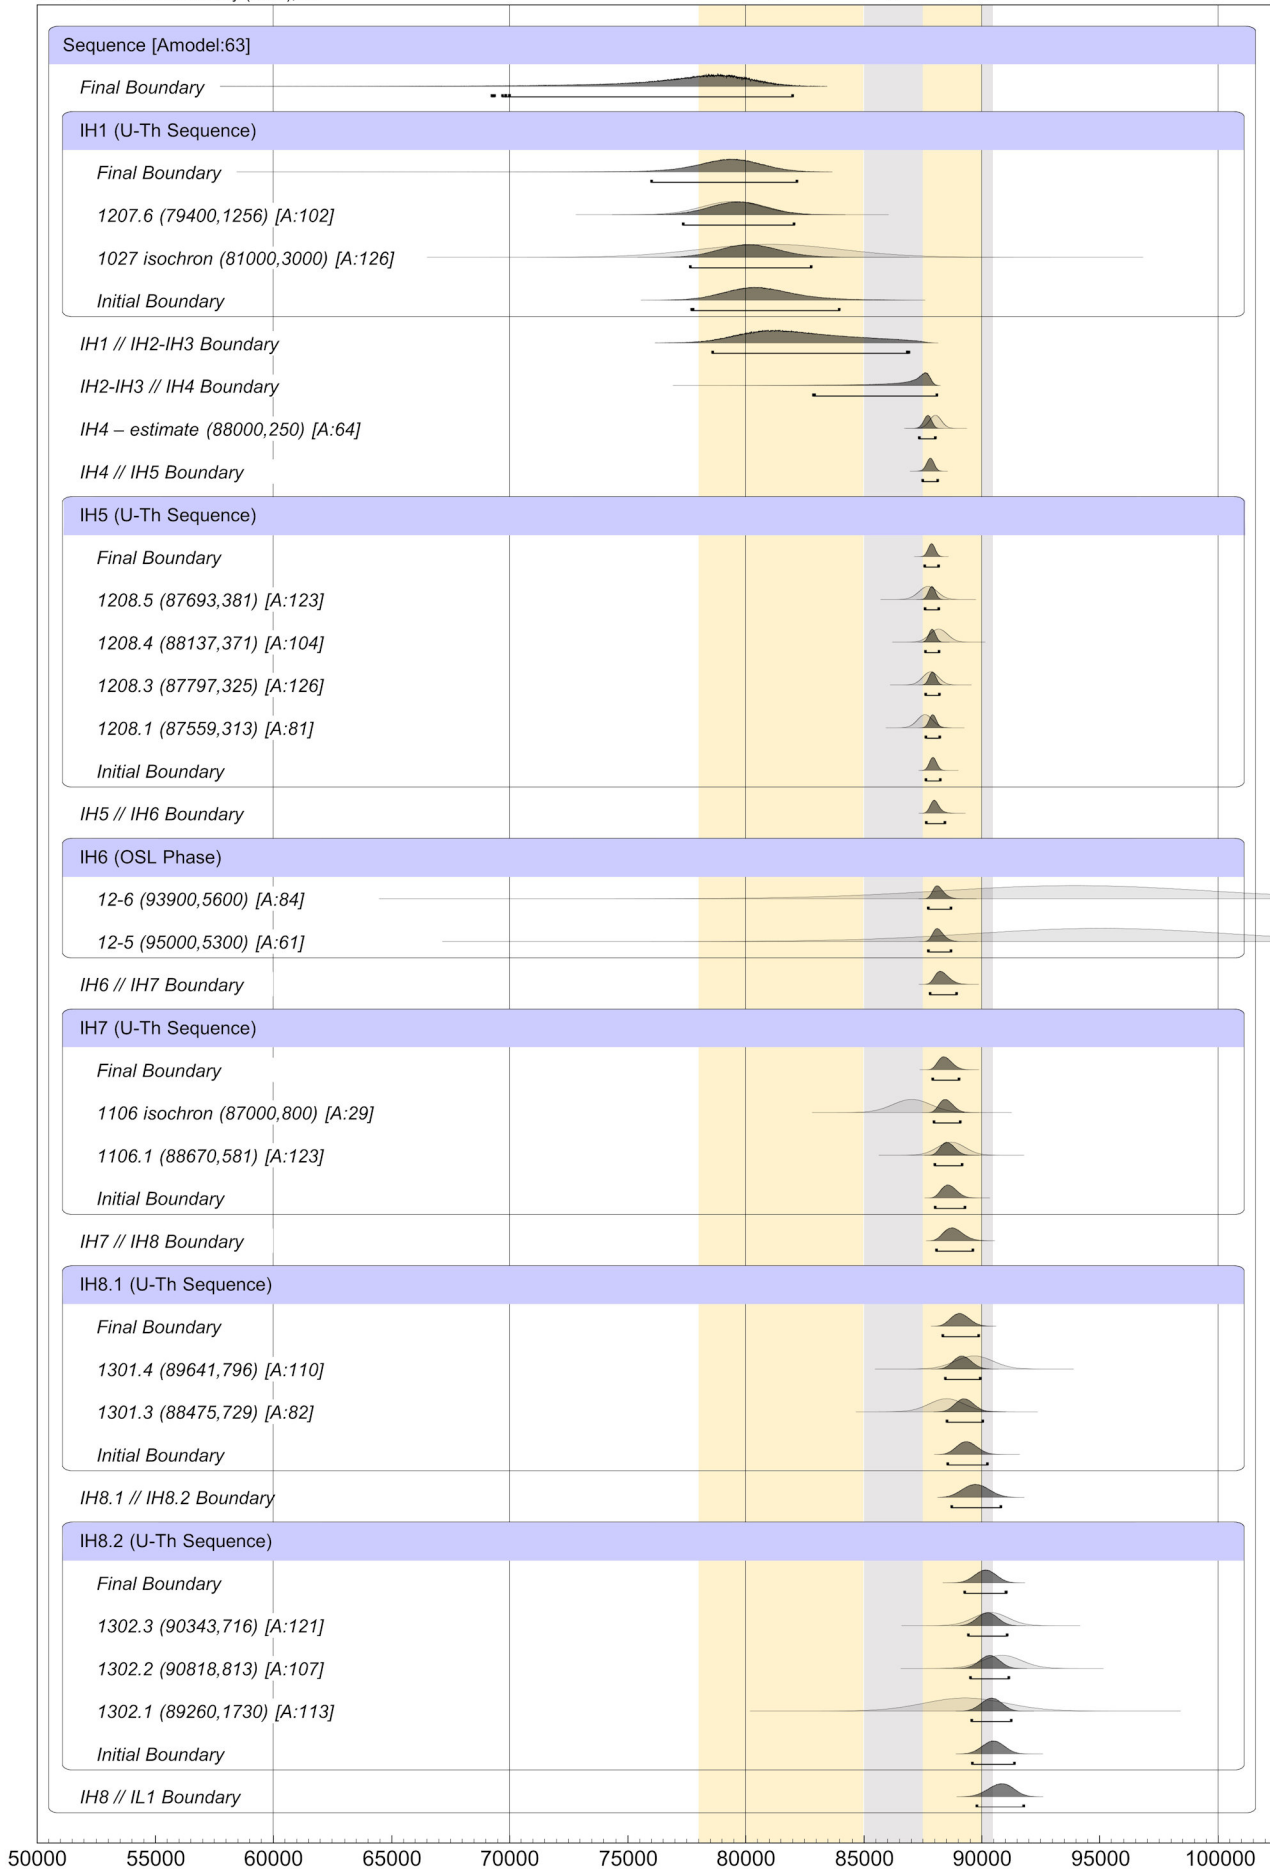 Sequence [Amodel:63]
Final Boundary
IH1 (U-Th Sequence)
Final Boundary
1207.6 (79400,1256) [A:102]
1027 isochron (81000,3000) [A:126]
Initial Boundary
IH1 // IH2-IH3 Boundary
IH2-IH3 // IH4 Boundary
IH4 – estimate (88000,250) [A:64]
IH4 // IH5 Boundary
IH5 (U-Th Sequence)
Final Boundary
1208.5 (87693,381) [A:123]
1208.4 (88137,371) [A:104]
1208.3 (87797,325) [A:126]
1208.1 (87559,313) [A:81]
Initial Boundary
IH5 // IH6 Boundary
IH6 (OSL Phase)
12-6 (93900,5600) [A:84]
12-5 (95000,5300) [A:61]
IH6 // IH7 Boundary
IH7 (U-Th Sequence)
Final Boundary
1106 isochron (87000,800) [A:29]
1106.1 (88670,581) [A:123]
Initial Boundary
IH7 // IH8 Boundary
IH8.1 (U-Th Sequence)
Final Boundary
1301.4 (89641,796) [A:110]
1301.3 (88475,729) [A:82]
Initial Boundary
IH8.1 // IH8.2 Boundary
IH8.2 (U-Th Sequence)
Final Boundary
1302.3 (90343,716) [A:121]
1302.2 (90818,813) [A:107]
1302.1 (89260,1730) [A:113]
Initial Boundary
IH8 // IL1 Boundary
50000 55000 60000 65000 70000 75000 80000 85000 90000 95000 100000